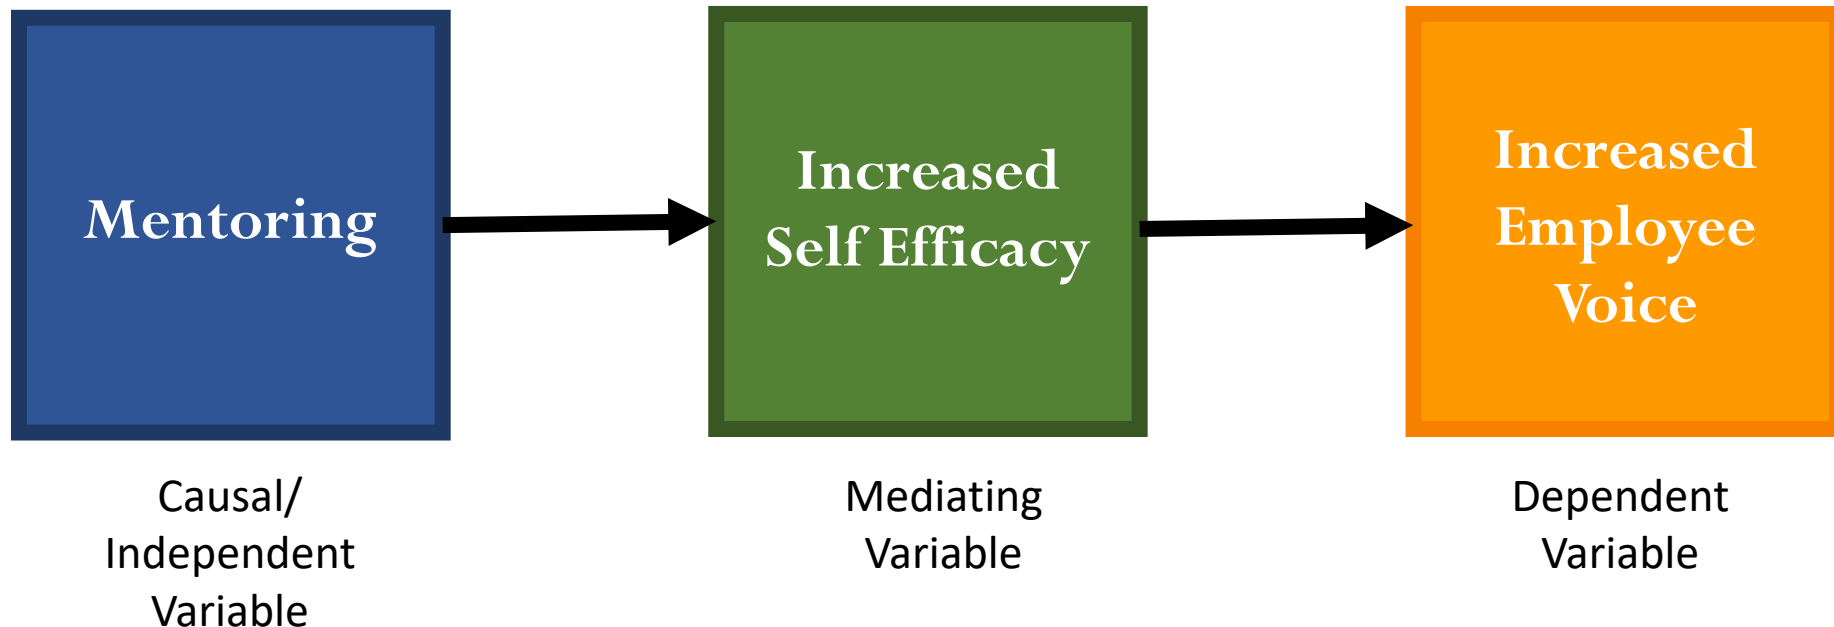 Mentoring
Increased
Self Efficacy
Increased
Employee
Voice
Causal/
Independent
Variable
Mediating
Variable
Dependent
Variable